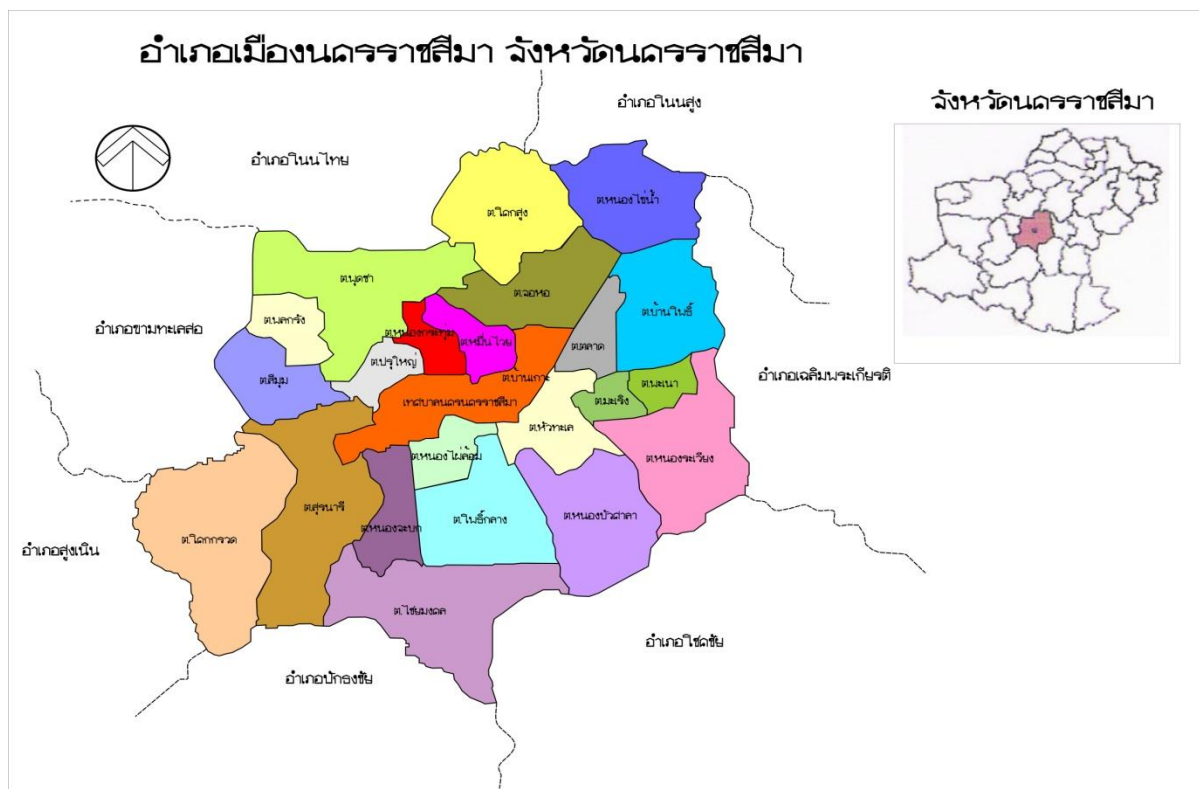 อำเภอเมืองนครราชสีมา จังหวัดนครราชสีมา
อำเภอโนนสูง
จังหวัดนครราชสีมา
อำเภอโนนไทย
ต.หนองไข่น้ำ
ต.โคกสูง
ต.พุดซา
ต.จอหอ
ต.บ้านโพธิ์
อำเภอขามทะเลสอ
ต.พลกรัง
ต.หนองกระทุ่ม
ต.หมื่นไวย
ต.ตลาด
ต.ปรุใหญ่
ต.บ้านเกาะ
ต.พะเนา
อำเภอเฉลิมพระเกียรติ
ต.สีมุม
เทศบาลนครนครราชสีมา
ต.มะเริง
ต.หัวทะเล
ต.หนองไผ่ล้อม
ต.หนองระเวียง
ต.สุรนารี
ต.หนองจะบก
ต.โพธิ์กลาง
ต.หนองบัวศาลา
ต.โคกกรวด
อำเภอสูงเนิน
ต.ไชยมงคล
อำเภอโชคชัย
อำเภอปักธงชัย